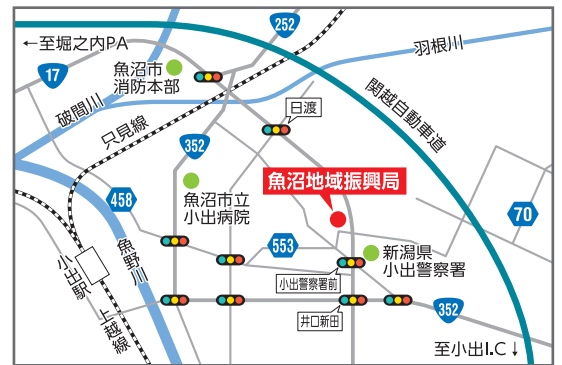 252
←至堀之内PA
羽根川
17
魚沼市
消防本部
関越自動車道
破間川
日渡
只見線
352
魚沼地域振興局
魚沼市立
小出病院
458
70
553
魚野川
新潟県
小出警察署
小出駅
小出警察署前
上越線
井口新田
352
至小出I.C↓